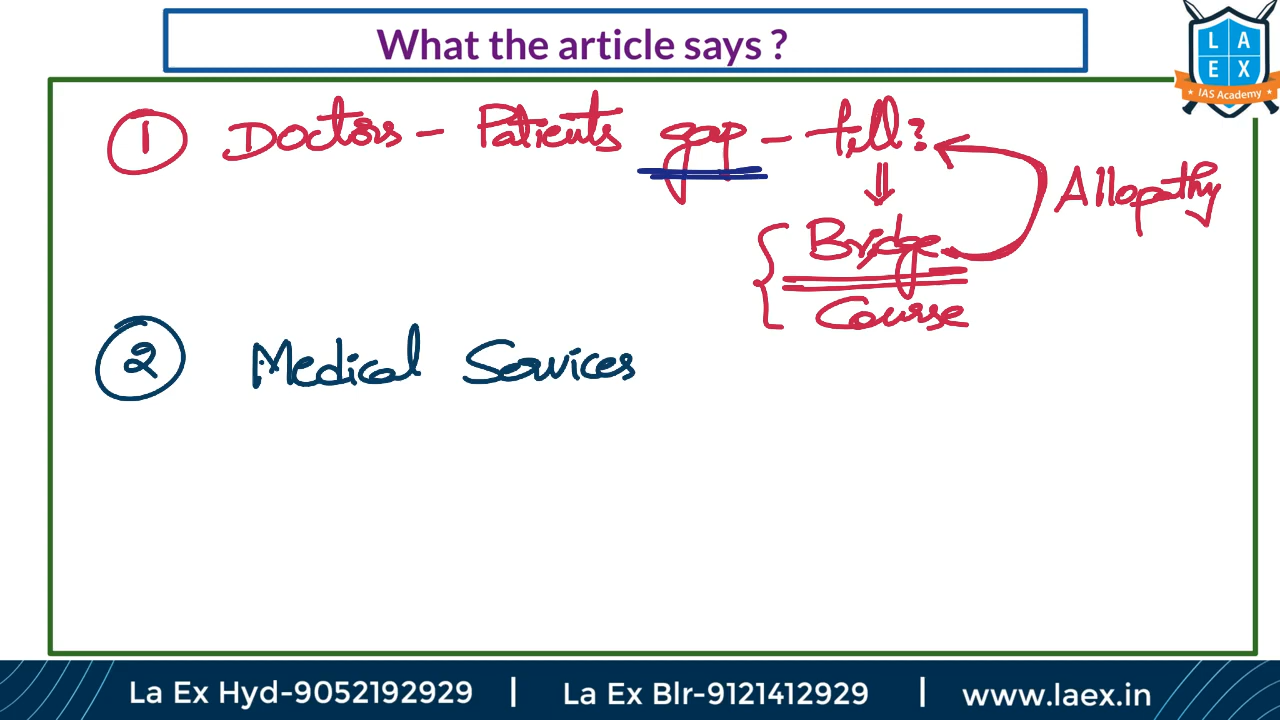 What the article says ?
L A
E X
IAS Academy
1 Doctors - Patients gap - fill?
Allopathy
Bridge
Course
2 Medical Services
La Ex Hyd-9052192929 | La Ex Blr-9121412929 | www.laex.in